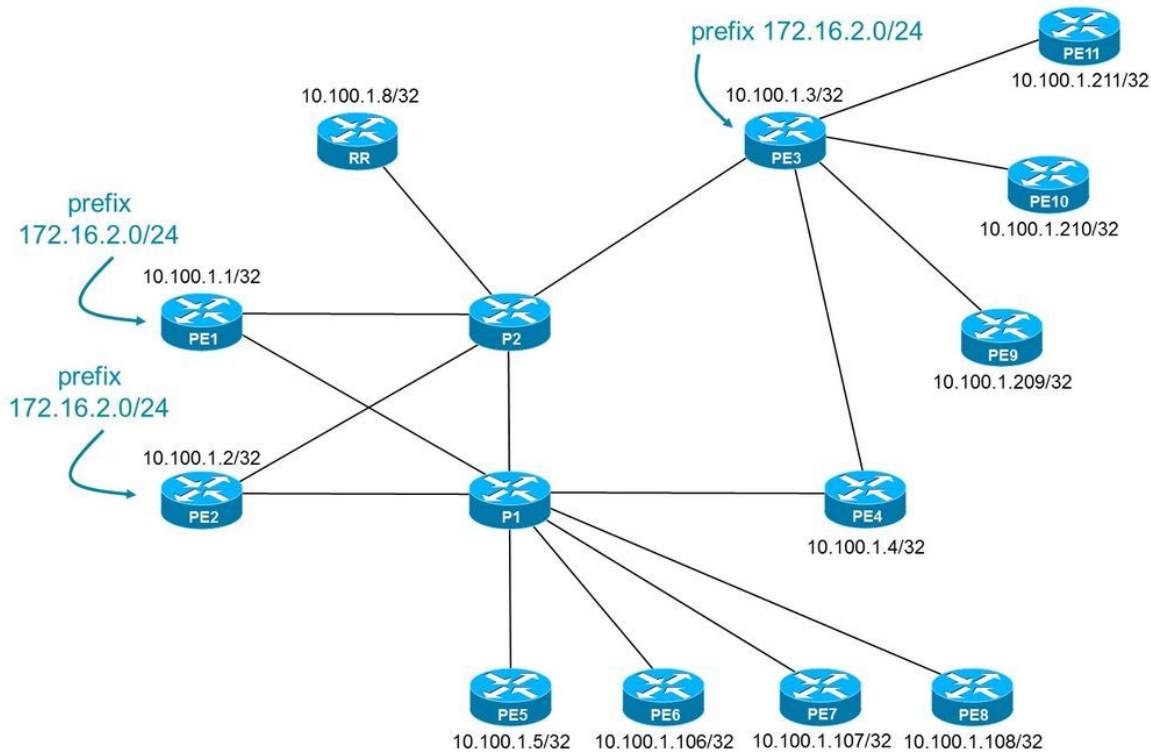 prefix 172.16.2.0/24
PE11
10.100.1.211/32
10.100.1.8/32
10.100.1.3/32
RR
PE3
PE10
10.100.1.210/32
prefix
172.16.2.0/24
10.100.1.1/32
PE1
P2
PE9
10.100.1.209/32
prefix
172.16.2.0/24
10.100.1.2/32
PE2
P1
PE4
10.100.1.4/32
PE5
PE6
PE7
PE8
10.100.1.5/32
10.100.1.106/32
10.100.1.107/32
10.100.1.108/32